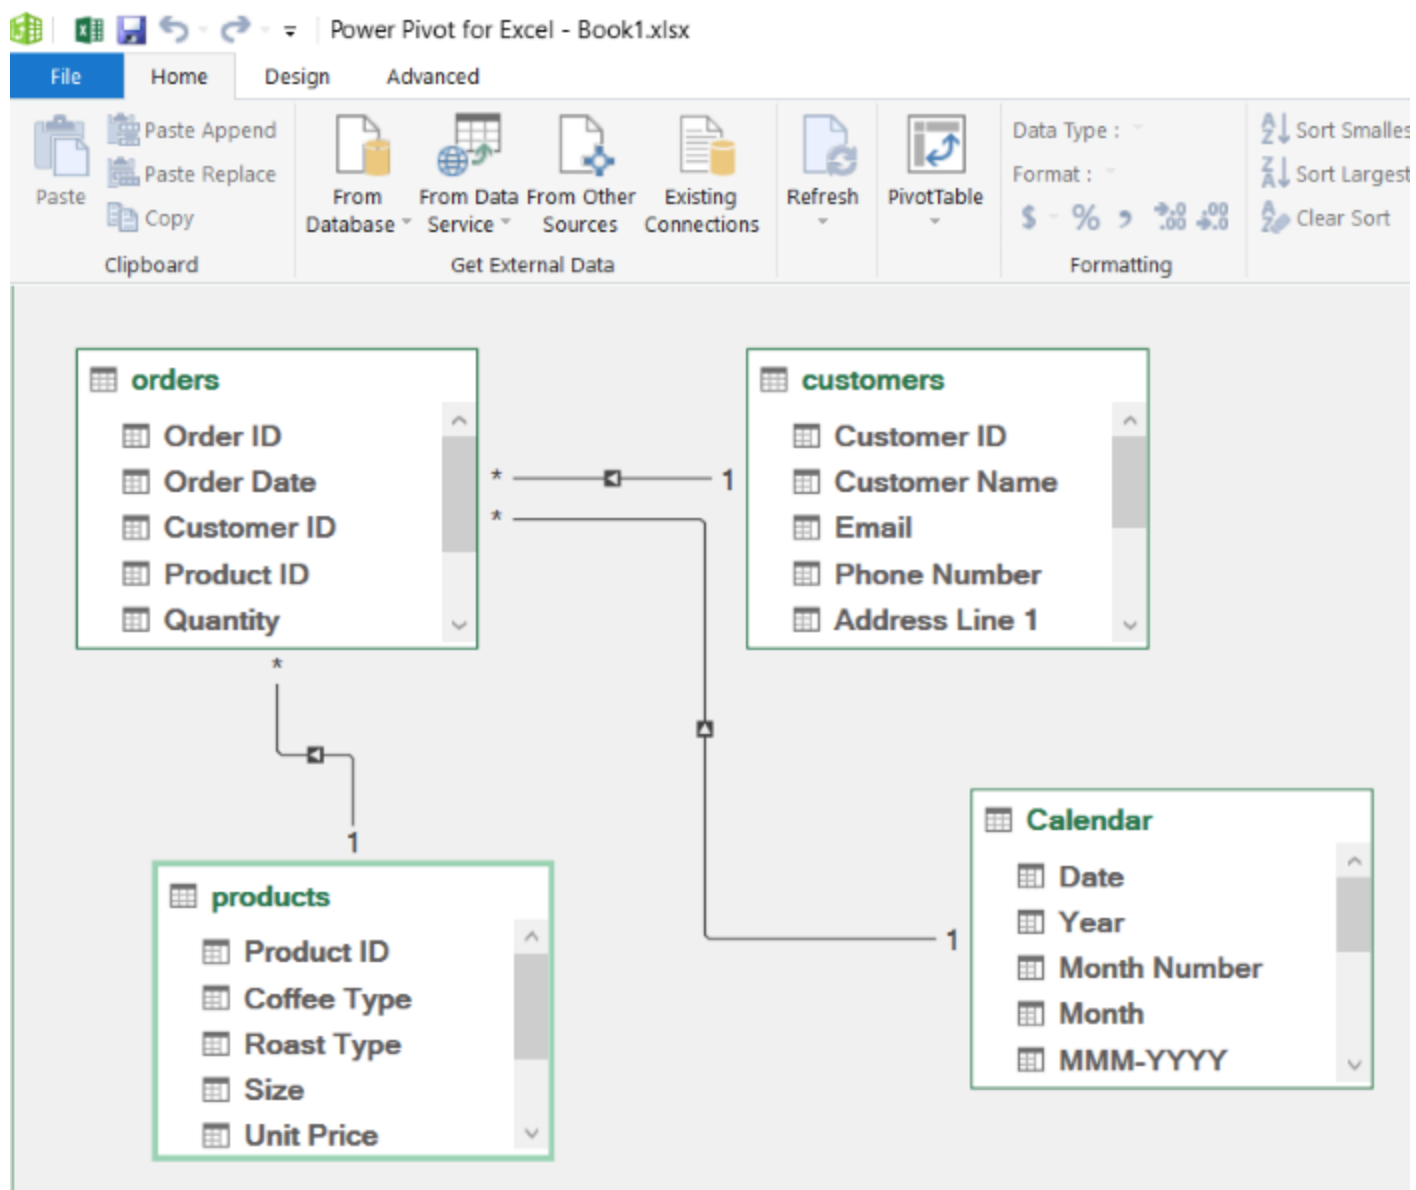 Power Pivot for Excel - Book1.xlsx
File Home Design Advanced
Paste
Paste Append
Paste Replace
Copy
Clipboard
From Database
From Data Service
From Other Sources
Existing Connections
Get External Data
Refresh
PivotTable
Data Type :
Format :
$ % , .0 .00 .00 .0
Formatting
Sort Smalles
Sort Largest
Clear Sort
orders
Order ID
Order Date
Customer ID
Product ID
Quantity
* 1
*
customers
Customer ID
Customer Name
Email
Phone Number
Address Line 1
*
1
products
Product ID
Coffee Type
Roast Type
Size
Unit Price
1
Calendar
Date
Year
Month Number
Month
MMM-YYYY